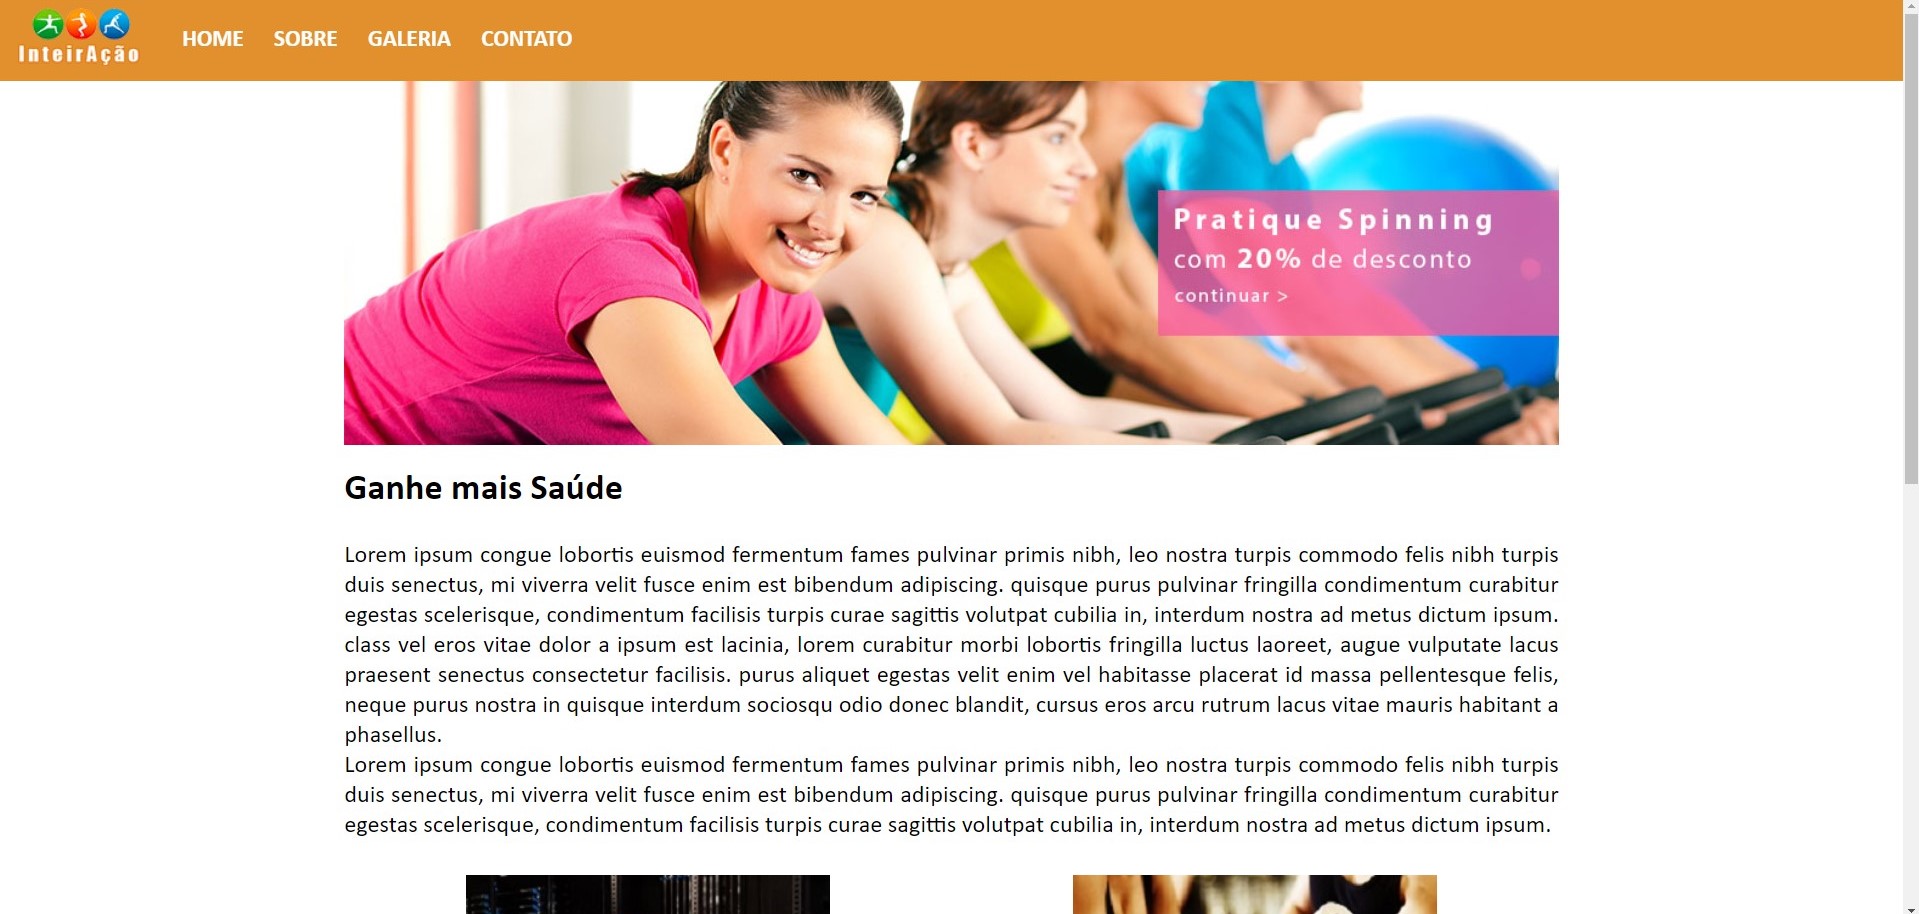 InteirAção
HOME SOBRE GALERIA CONTATO
Pratique Spinning
com 20% de desconto
continuar >
Ganhe mais Saúde
Lorem ipsum congue lobortis euismod fermentum fames pulvinar primis nibh, leo nostra turpis commodo felis nibh turpis
duis senectus, mi viverra velit fusce enim est bibendum adipiscing. quisque purus pulvinar fringilla condimentum curabitur
egestas scelerisque, condimentum facilisis turpis curae sagittis volutpat cubilia in, interdum nostra ad metus dictum ipsum.
class vel eros vitae dolor a ipsum est lacinia, lorem curabitur morbi lobortis fringilla luctus laoreet, augue vulputate lacus
praesent senectus consectetur facilisis. purus aliquet egestas velit enim vel habitasse placerat id massa pellentesque felis,
neque purus nostra in quisque interdum sociosqu odio donec blandit, cursus eros arcu rutrum lacus vitae mauris habitant a
phasellus.
Lorem ipsum congue lobortis euismod fermentum fames pulvinar primis nibh, leo nostra turpis commodo felis nibh turpis
duis senectus, mi viverra velit fusce enim est bibendum adipiscing. quisque purus pulvinar fringilla condimentum curabitur
egestas scelerisque, condimentum facilisis turpis curae sagittis volutpat cubilia in, interdum nostra ad metus dictum ipsum.